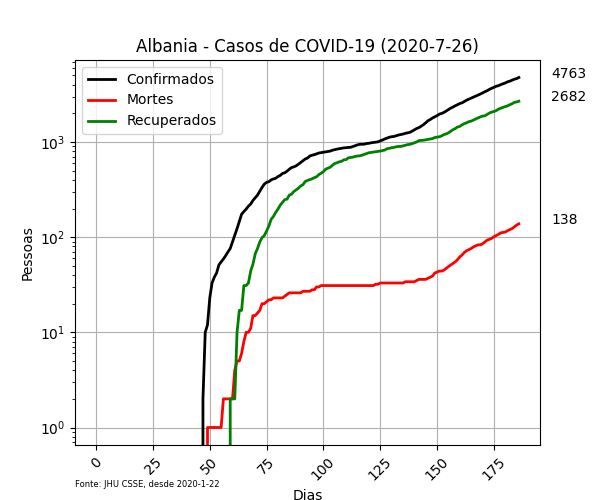 Albania - Casos de COVID-19 (2020-7-26)
Confirmados
Mortes
Recuperados
4763
2682
138
10³
10²
10¹
10⁰
Pessoas
0
25
50
75
100
125
150
175
Fonte: JHU CSSE, desde 2020-1-22
Dias